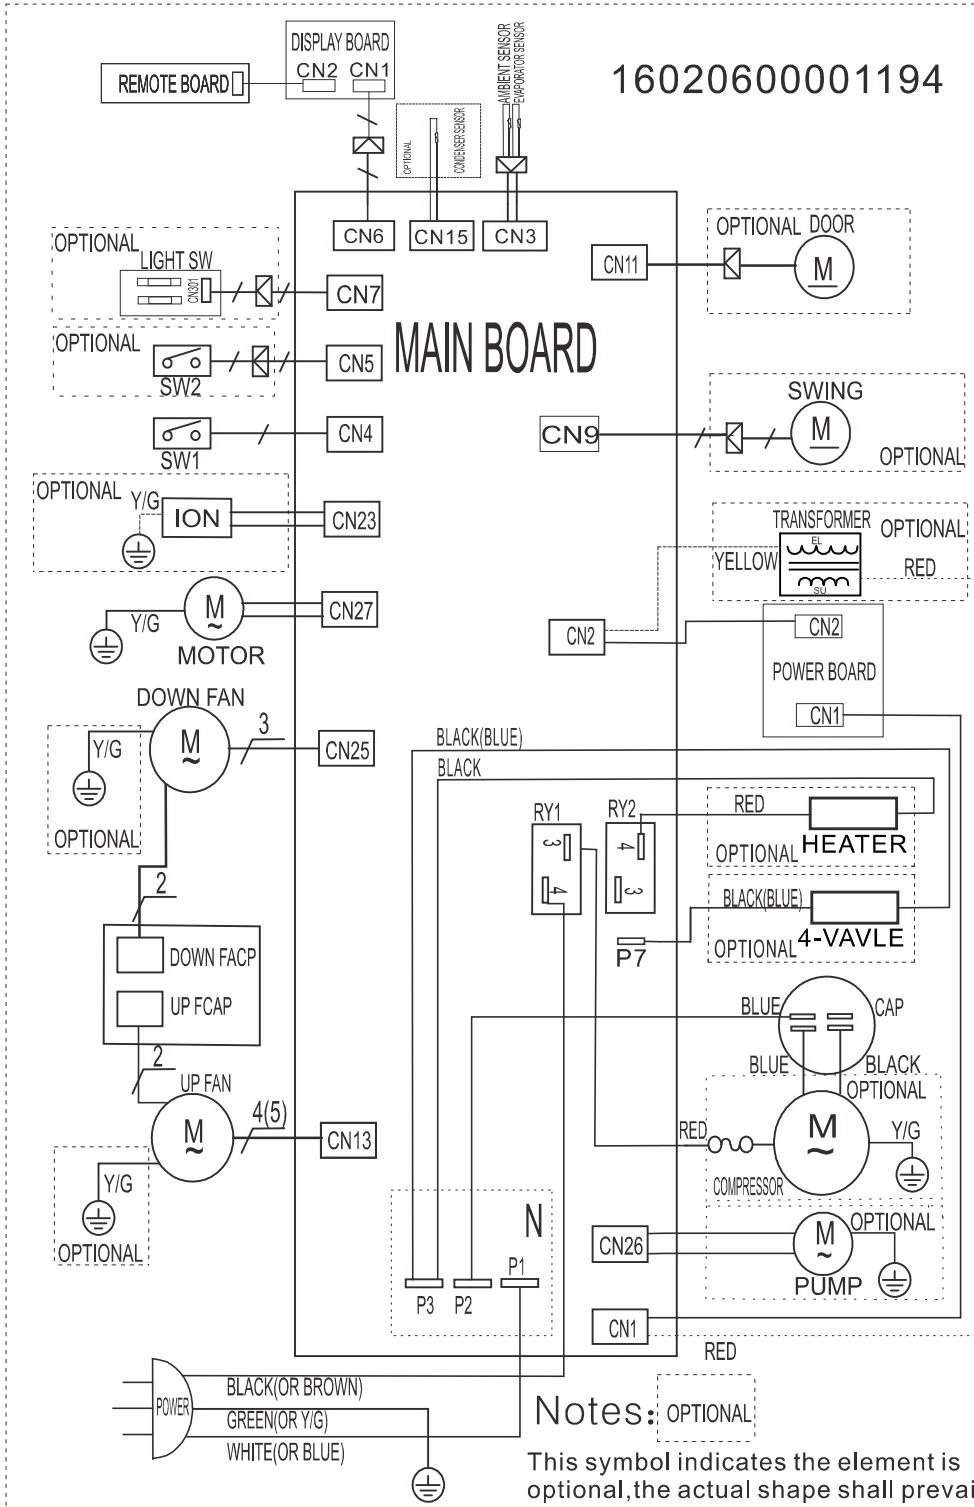 16020600001194
DISPLAY BOARD
CN2 CN1
REMOTE BOARD
OPTIONAL
CONDENSER SENSOR
AMBIENT SENSOR
EVAPORATOR SENSOR
CN6
CN15
CN3
OPTIONAL
LIGHT SW
CN301
CN7
CN11
OPTIONAL DOOR
M
MAIN BOARD
OPTIONAL
SW2
CN5
SW1
CN4
CN9
SWING
M
OPTIONAL
OPTIONAL
Y/G
ION
CN23
TRANSFORMER
OPTIONAL
EL
YELLOW
RED
SU
M
~
Y/G
MOTOR
CN27
CN2
CN2
POWER BOARD
CN1
DOWN FAN
M
~
3
CN25
Y/G
OPTIONAL
BLACK(BLUE)
BLACK
RY1
3
4
RY2
4
3
RED
HEATER
OPTIONAL
BLACK(BLUE)
4-VAVLE
OPTIONAL
P7
2
DOWN FACP
UP FCAP
2
UP FAN
M
~
4(5)
CN13
Y/G
OPTIONAL
BLUE
CAP
BLUE
BLACK
OPTIONAL
RED
M
~
Y/G
COMPRESSOR
N
P1
P3
P2
CN26
OPTIONAL
M
~
PUMP
CN1
RED
POWER
BLACK(OR BROWN)
GREEN(OR Y/G)
WHITE(OR BLUE)
Notes: OPTIONAL
This symbol indicates the element is
optional,the actual shape shall prevai